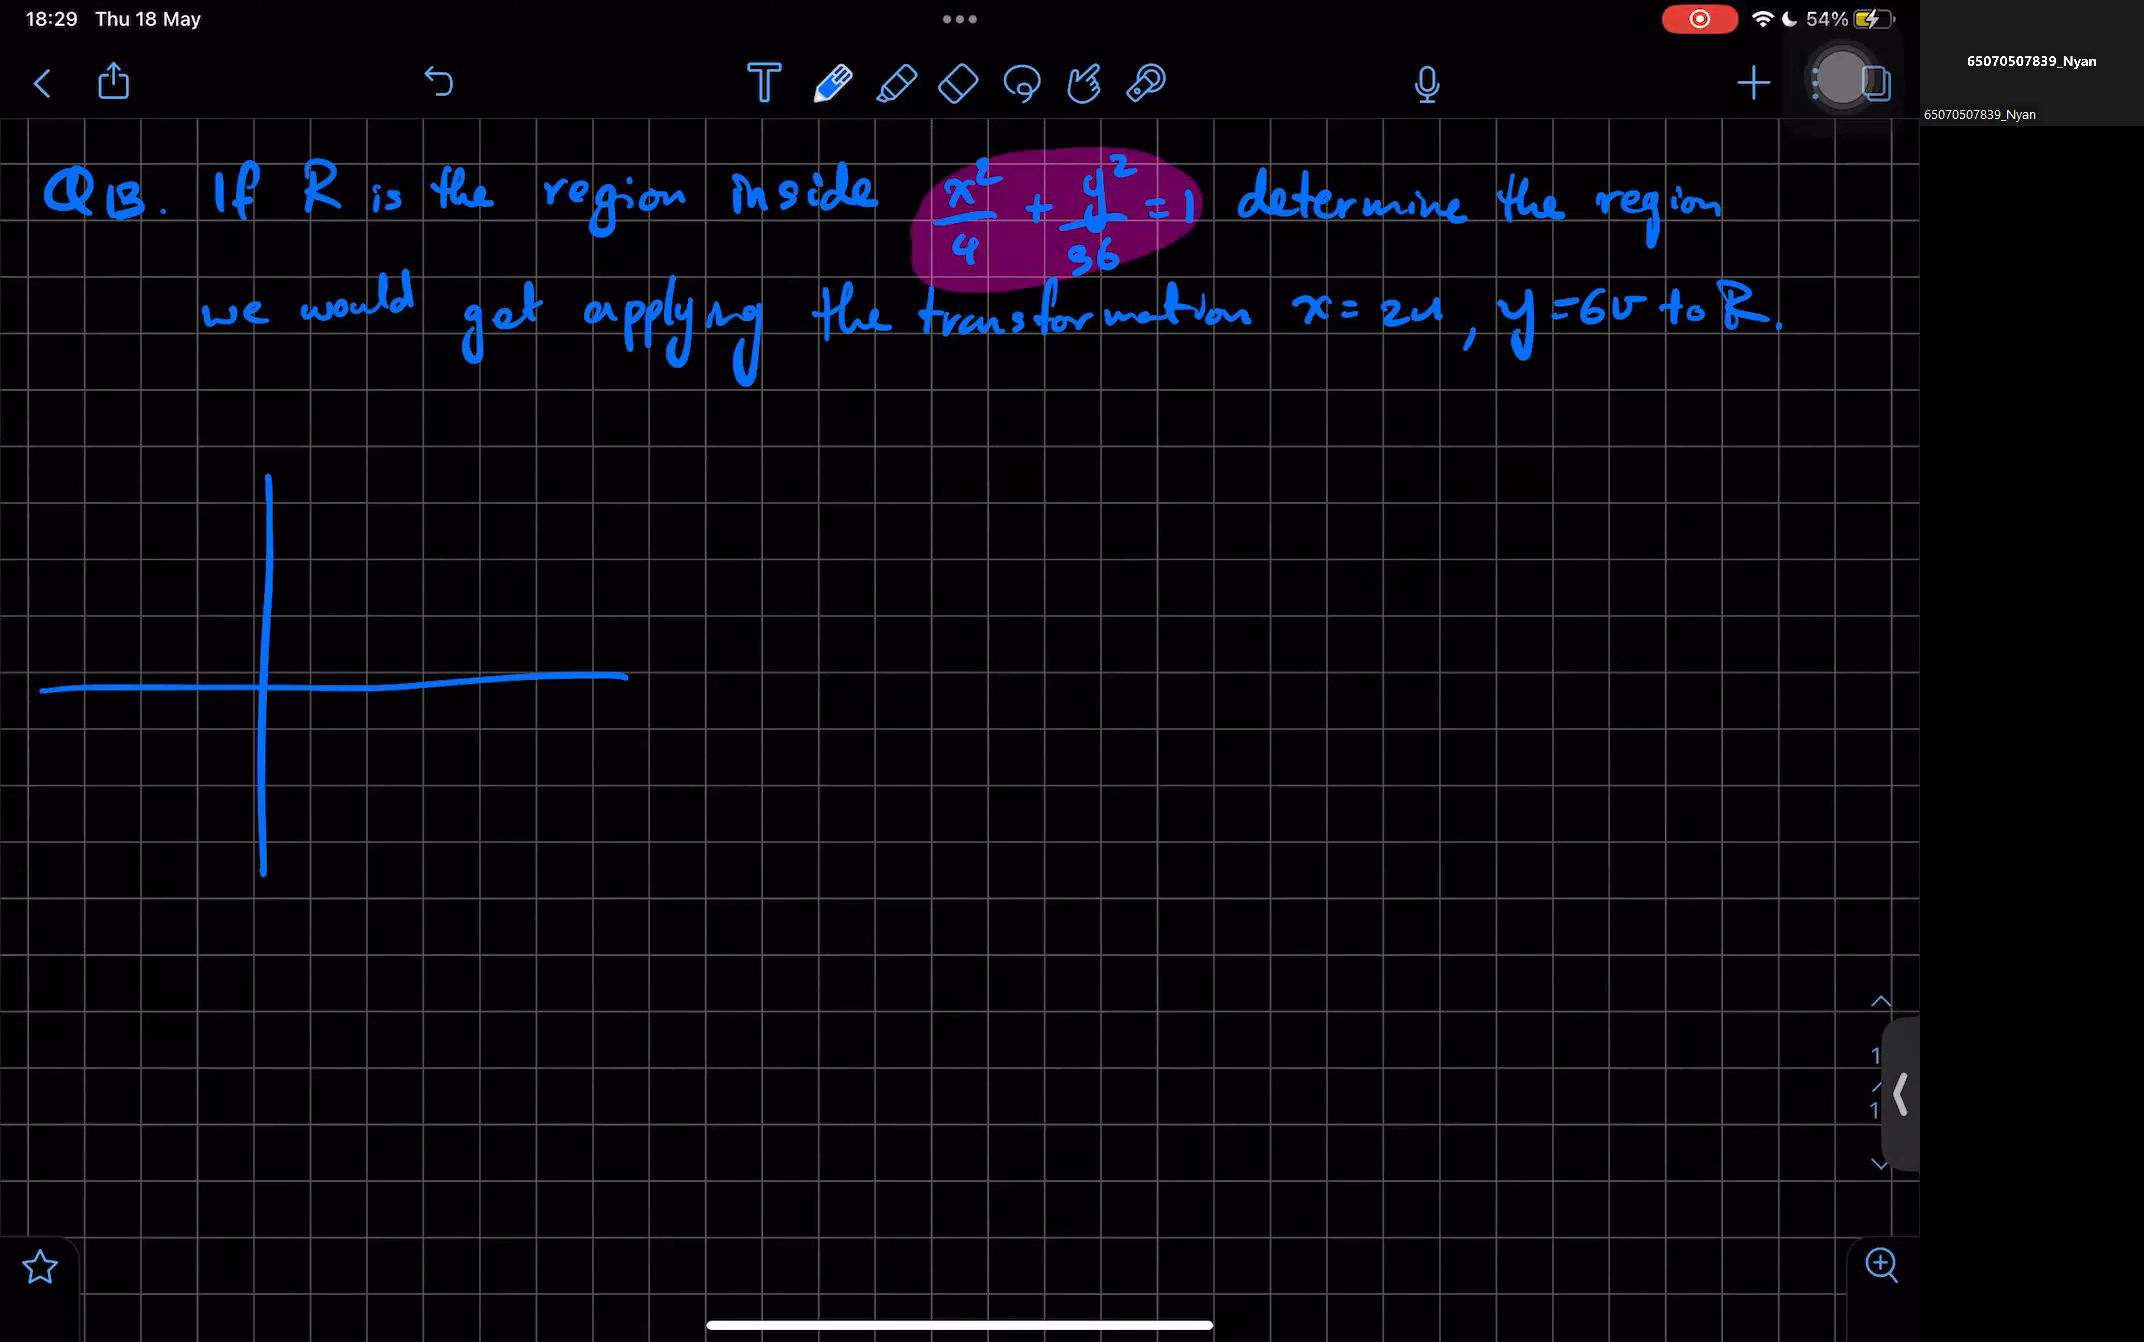 18:29 Thu 18 May
54%
65070507839_Nyan
65070507839_Nyan
Q13. If R is the region inside x²/4 + y²/36 = 1 determine the region
we would get applying the transformation x = 2u, y = 6v to R.
1
1